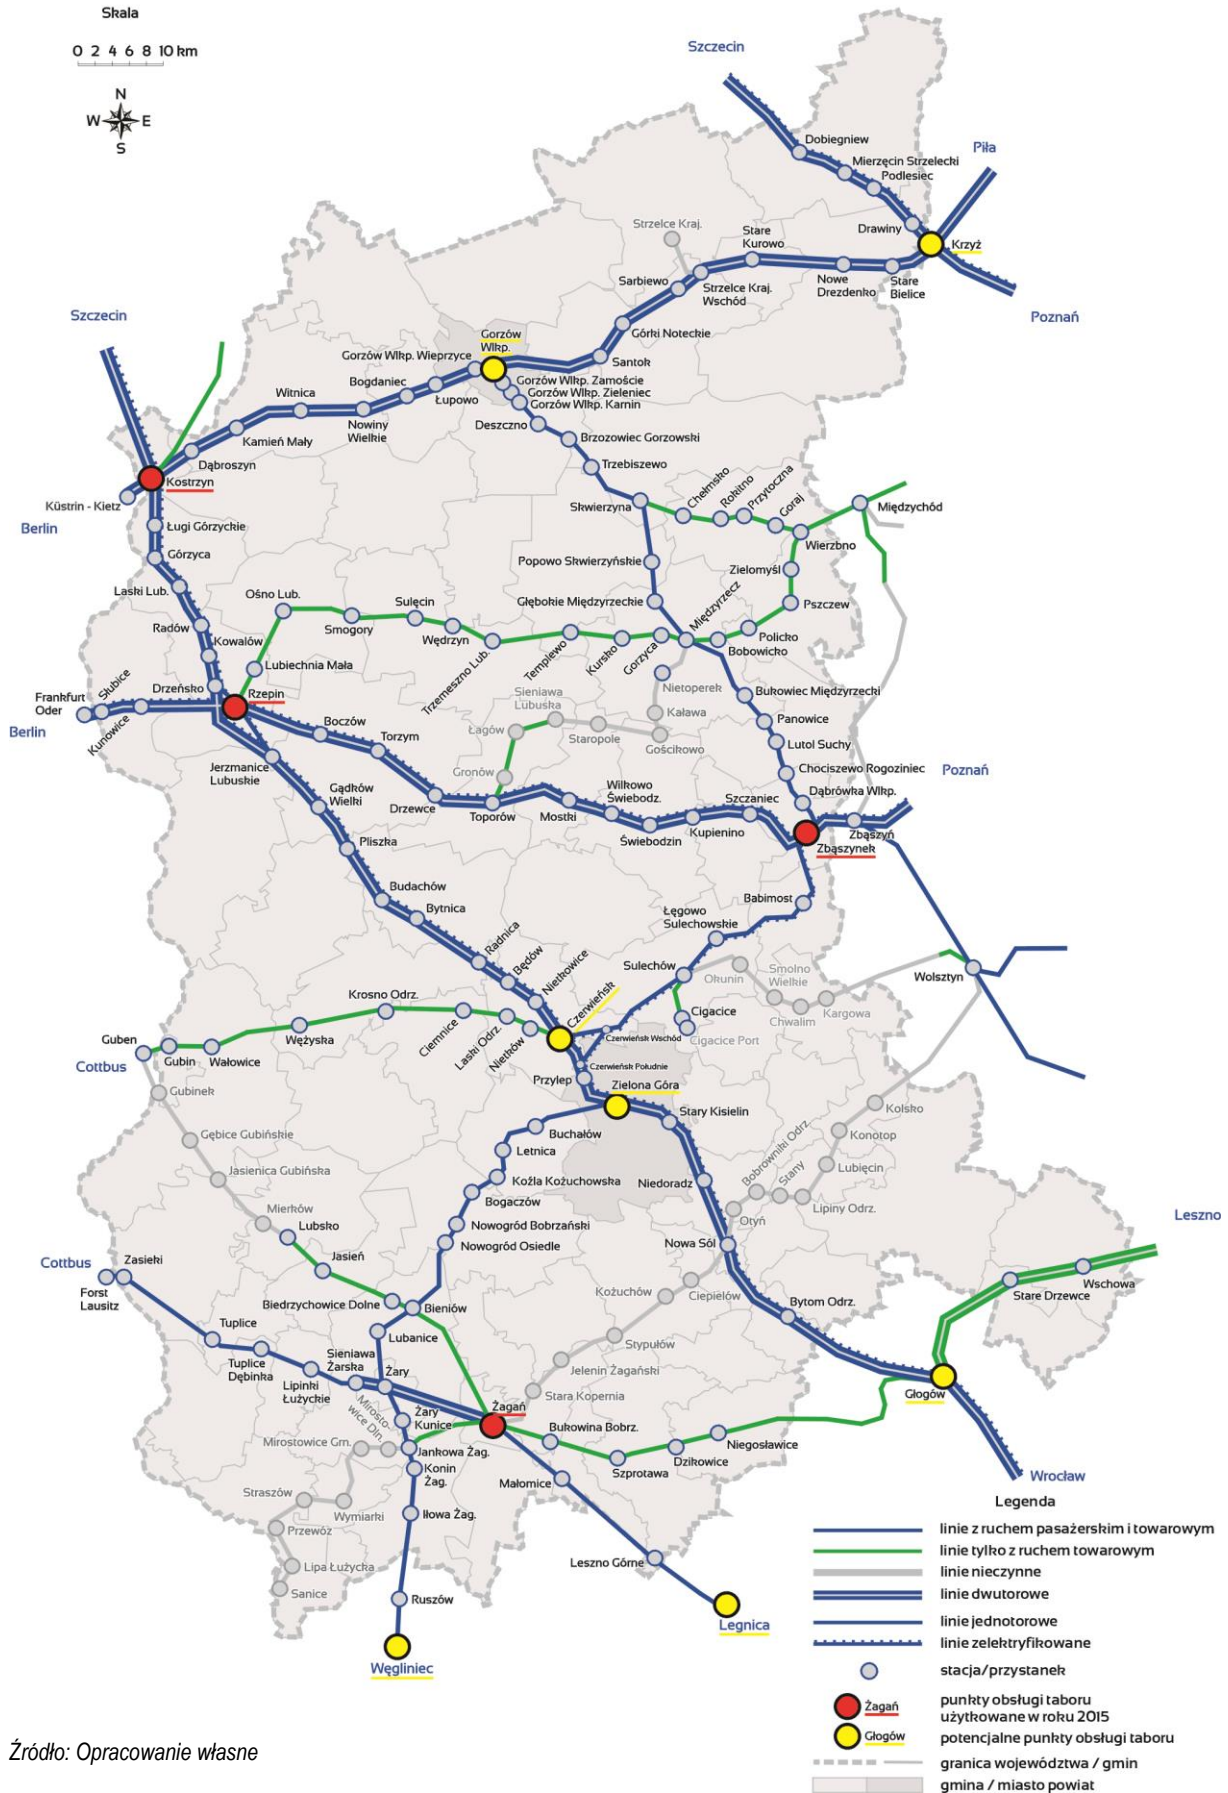 Skala
0 2 4 6 8 10 km
N
W E
S
Szczecin
Dobiegniew
Mierzęcin Strzelecki
Podlesiec
Piła
Drawiny
Krzyż
Strzelce Kraj.
Stare
Kurowo
Sarbiewo
Strzelce Kraj.
Wschód
Nowe
Drezdenko
Stare
Bielice
Poznań
Szczecin
Górki Noteckie
Gorzów
Wlkp.
Gorzów Wlkp. Wieprzyce
Santok
Bogdaniec
Gorzów Wlkp. Zamoście
Gorzów Wlkp. Zieleniec
Gorzów Wlkp. Karnin
Witnica
Łupowo
Nowiny
Wielkie
Deszczno
Kamień Mały
Brzozowiec Gorzowski
Dąbroszyn
Trzebiszewo
Kostrzyn
Küstrin - Kietz
Berlin
Skwierzyna
Chełmsko
Rokitno
Przytoczna
Goraj
Międzychód
Ługi Górzyckie
Wierzbno
Górzyca
Popowo Skwierzyńskie
Zielomyśl
Laski Lub.
Ośno Lub.
Sulęcin
Głębokie Międzyrzeckie
Pszczew
Radów
Smogory
Wędrzyn
Międzyrzecz
Policko
Kowalów
Trzemeszno Lub.
Templewo
Kursko
Gorzyca
Bobowicko
Lubiechnia Mała
Drzeńsko
Rzepin
Słubice
Frankfurt
Oder
Kunowice
Berlin
Nietoperek
Bukowiec Międzyrzecki
Sieniawa
Lubuska
Kaława
Panowice
Boczów
Łagów
Staropole
Gościkowo
Lutol Suchy
Torzym
Jerzmanice
Lubuskie
Gronów
Chociszewo Rogoziniec
Poznań
Gądków
Wielki
Drzewce
Toporów
Mostki
Wilkowo
Świebodz.
Szczaniec
Dąbrówka Wlkp.
Świebodzin
Kupienino
Zbąszynek
Zbąszyń
Pliszka
Budachów
Bytnica
Babimost
Łęgowo
Sulechowskie
Radnica
Będów
Nietkowice
Sulechów
Okunin
Smolno
Wielkie
Wolsztyn
Krosno Odrz.
Czerwieńsk
Cigacice
Chwalim
Kargowa
Ciemnice
Laski Odrz.
Nietków
Cigacice Port
Czerwieńsk Wschód
Guben
Gubin
Wałowice
Wężyska
Cottbus
Czerwieńsk Południe
Przylep
Zielona Góra
Gubinek
Stary Kisielin
Kolsko
Buchałów
Konotop
Gębice Gubińskie
Letnica
Bobrowniki Odrz.
Jasienica Gubińska
Koźla Kożuchowska
Niedoradz
Słany
Lubięcin
Bogaczów
Otyń
Lipiny Odrz.
Mierków
Lubsko
Nowogród Bobrzański
Nowogród Osiedle
Nowa Sól
Leszno
Cottbus
Zasieki
Jasień
Wschowa
Forst
Lausitz
Kożuchów
Ciepielów
Stare Drzewce
Biedrzychowice Dolne
Bieniów
Bytom Odrz.
Tuplice
Lubanice
Stypułów
Tuplice
Dębinka
Sieniawa
Żarska
Lipinki
Łużyckie
Żary
Jelenin Żagański
Stara Kopernia
Głogów
Mirosto-
wice Dln.
Żary
Kunice
Żagań
Bukowina Bobrz.
Mirostowice Grn.
Jankowa Żag.
Niegosławice
Konin
Żag.
Szprotawa
Dzikowice
Małomice
Wrocław
Straszów
Wymiarki
Iłowa Żag.
Przewóz
Lipa Łużycka
Leszno Górne
Sanice
Ruszów
Legnica
Węgliniec
Legenda
linie z ruchem pasażerskim i towarowym
linie tylko z ruchem towarowym
linie nieczynne
linie dwutorowe
linie jednotorowe
linie zelektryfikowane
stacja/przystanek
Żagań punkty obsługi taboru
użytkowane w roku 2015
Głogów potencjalne punkty obsługi taboru
granica województwa / gmin
gmina / miasto powiat
Źródło: Opracowanie własne